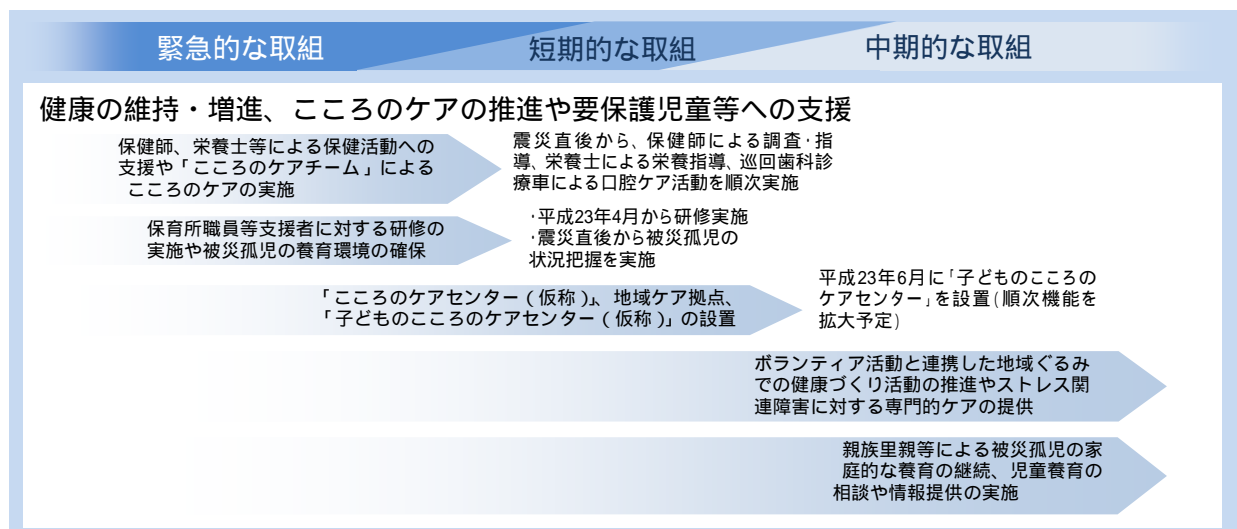 緊急的な取組
短期的な取組
中期的な取組
健康の維持・増進、こころのケアの推進や要保護児童等への支援
保健師、栄養士等による保健活動への
支援や「こころのケアチーム」による
こころのケアの実施
震災直後から、保健師による調査・指
導、栄養士による栄養指導、巡回歯科診
療車による口腔ケア活動を順次実施
保育所職員等支援者に対する研修の
実施や被災孤児の養育環境の確保
・平成23年4月から研修実施
・震災直後から被災孤児の
状況把握を実施
「こころのケアセンター(仮称)」、地域ケア拠点、
「子どものこころのケアセンター(仮称)」の設置
平成23年6月に「子どものこころの
ケアセンター」を設置(順次機能を
拡大予定)
ボランティア活動と連携した地域ぐるみ
での健康づくり活動の推進やストレス関
連障害に対する専門的ケアの提供
親族里親等による被災孤児の家
庭的な養育の継続、児童養育の
相談や情報提供の実施